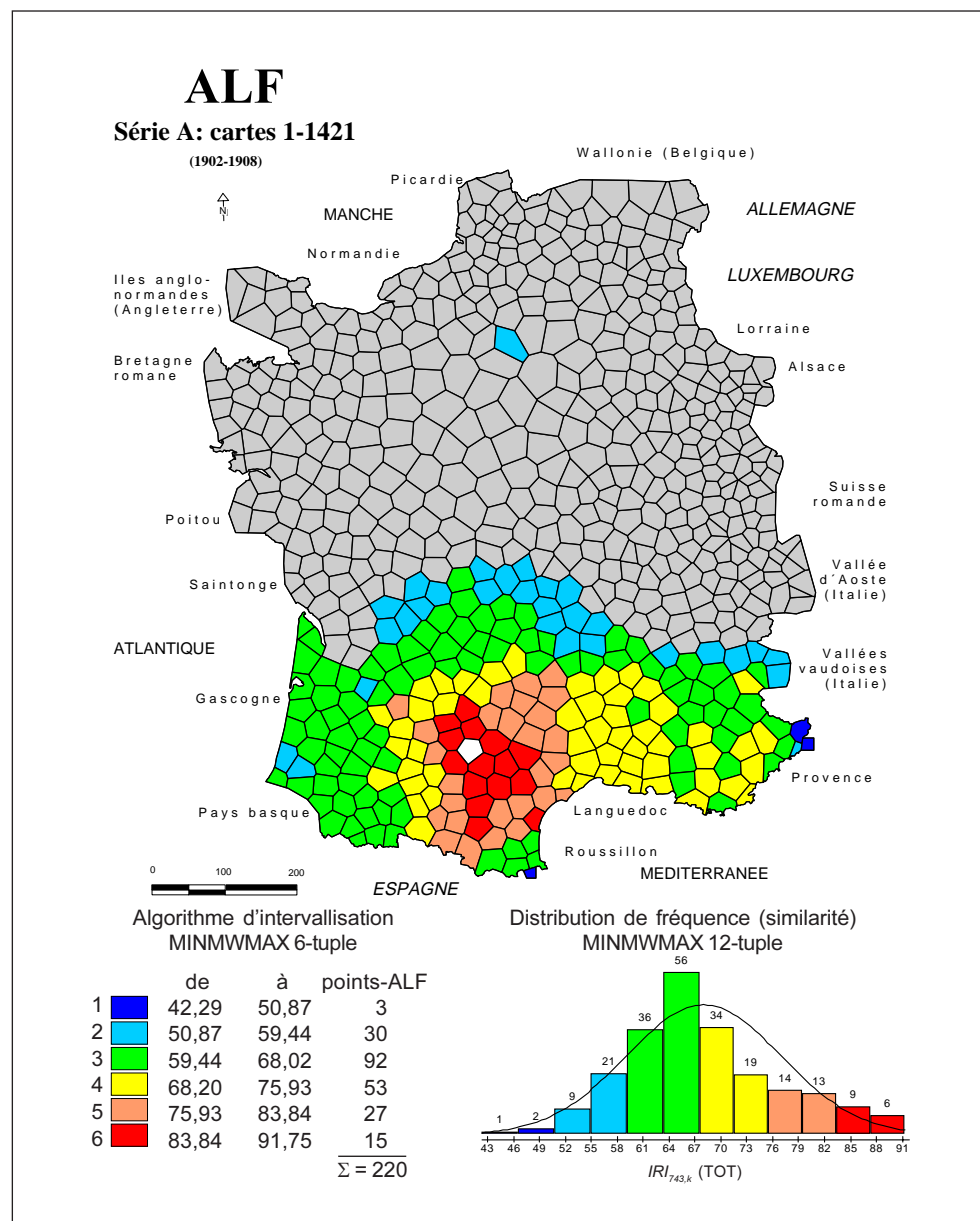 ALF
Série A: cartes 1-1421
(1902-1908)
N
Wallonie (Belgique)
Picardie
MANCHE
ALLEMAGNE
Normandie
Iles anglo-
normandes
(Angleterre)
LUXEMBOURG
Lorraine
Bretagne
romane
Alsace
Suisse
romande
Poitou
Saintonge
Vallée
d´Aoste
(Italie)
ATLANTIQUE
Vallées
vaudoises
(Italie)
Gascogne
Provence
Pays basque
Languedoc
Roussillon
MEDITERRANEE
ESPAGNE
0 100 200
Algorithme d'intervallisation
MINMWMAX 6-tuple
de à points-ALF
1 42,29 50,87 3
2 50,87 59,44 30
3 59,44 68,02 92
4 68,20 75,93 53
5 75,93 83,84 27
6 83,84 91,75 15
Σ = 220
Distribution de fréquence (similarité)
MINMWMAX 12-tuple
1 2 9 21 36 56 34 19 14 13 9 6
43 46 49 52 55 58 61 64 67 70 73 76 79 82 85 88 91
IRI743,k (TOT)